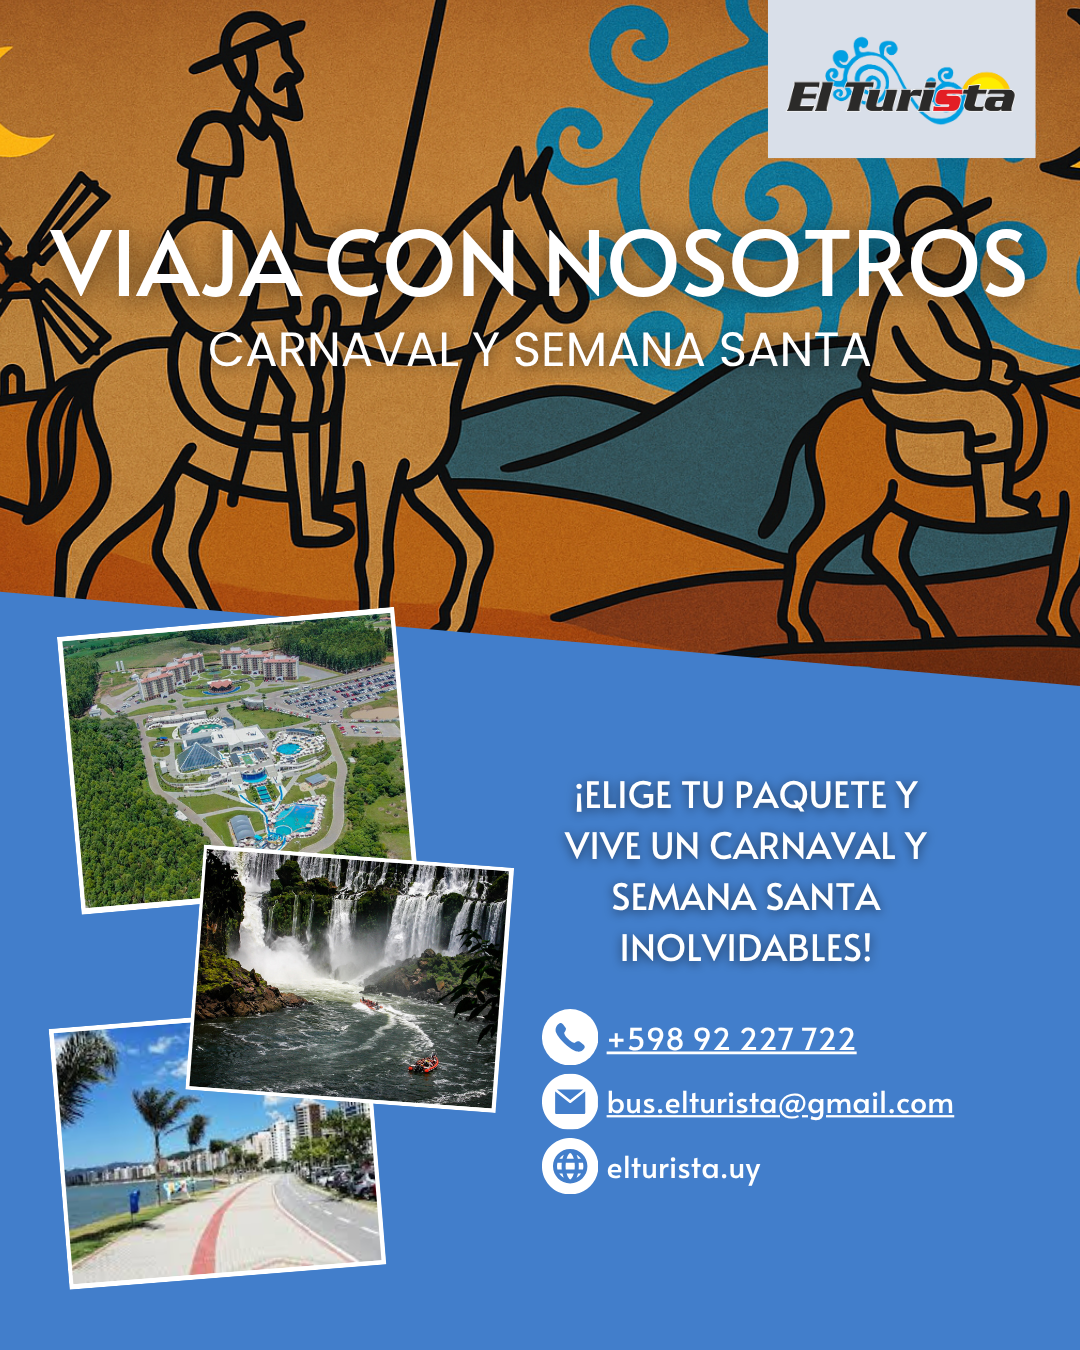 El Turista
VIAJA CON NOSOTROS
CARNAVAL Y SEMANA SANTA
¡ELIGE TU PAQUETE Y
VIVE UN CARNAVAL Y
SEMANA SANTA
INOLVIDABLES!
+598 92 227 722
bus.elturista@gmail.com
elturista.uy